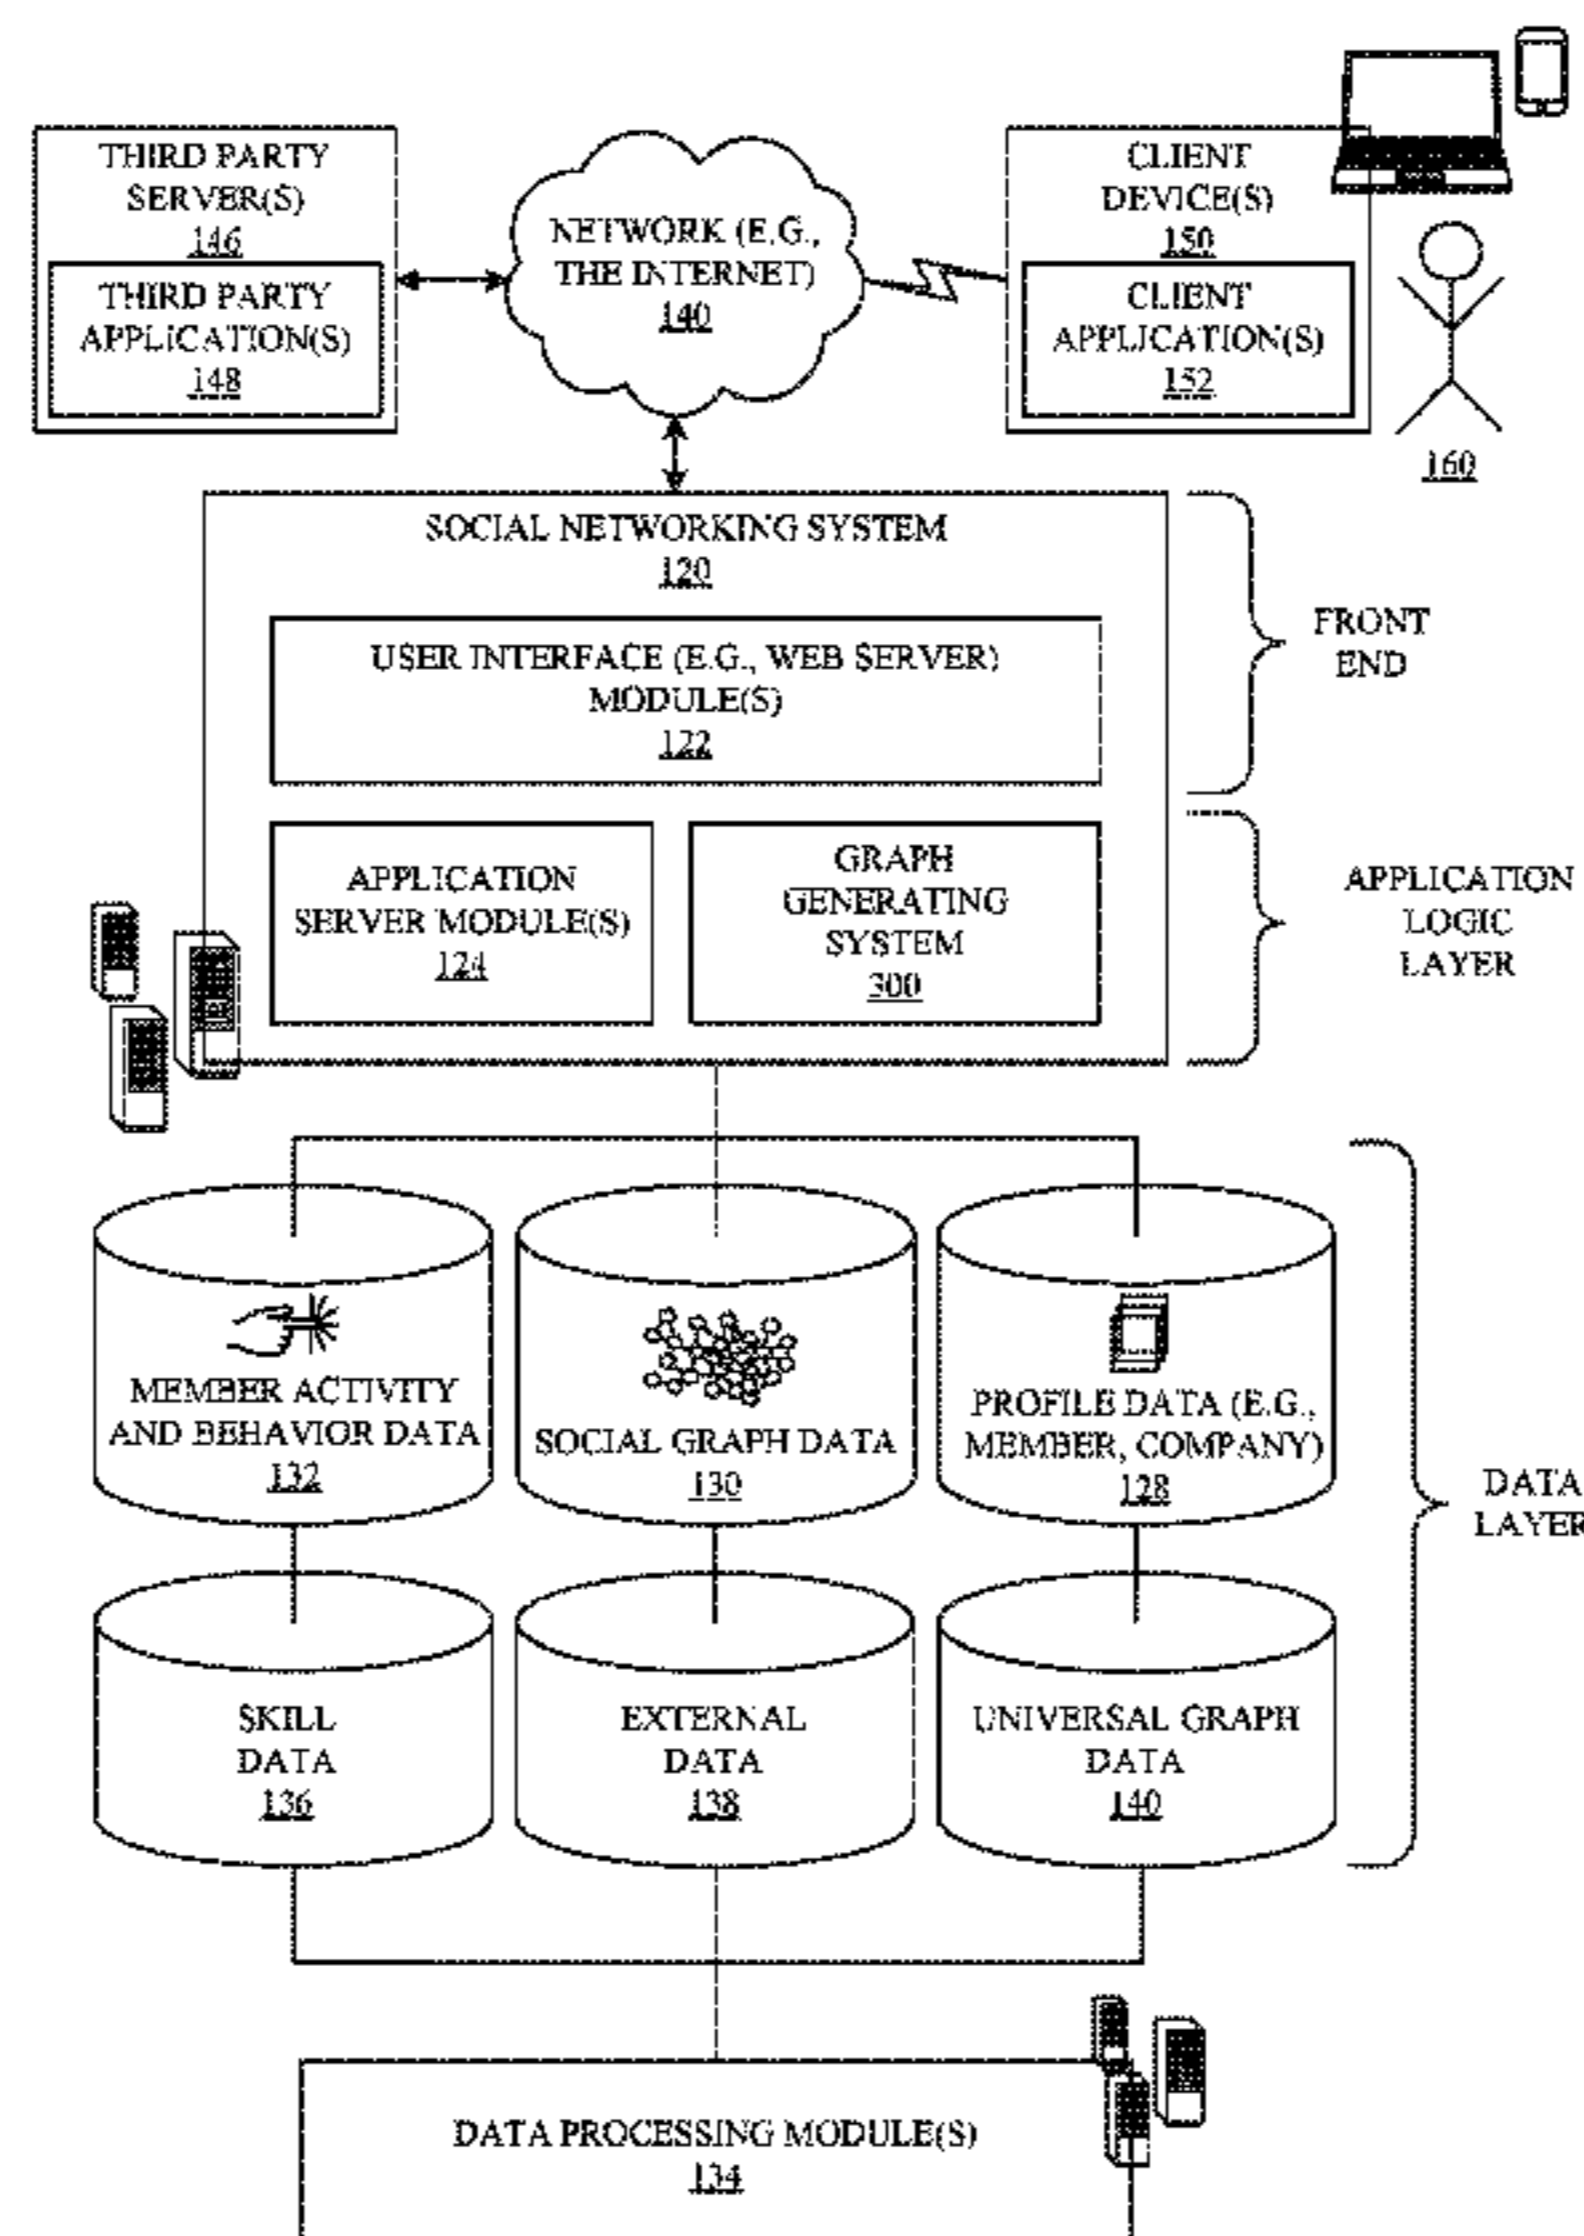 THIRD PARTY
SERVER(S)
146
THIRD PARTY
APPLICATION(S)
148
NETWORK (E.G.,
THE INTERNET)
140
CLIENT
DEVICE(S)
150
CLIENT
APPLICATION(S)
152
160
SOCIAL NETWORKING SYSTEM
120
USER INTERFACE (E.G., WEB SERVER)
MODULE(S)
122
FRONT
END
APPLICATION
SERVER MODULE(S)
124
GRAPH
GENERATING
SYSTEM
300
APPLICATION
LOGIC
LAYER
MEMBER ACTIVITY
AND BEHAVIOR DATA
132
SOCIAL GRAPH DATA
130
PROFILE DATA (E.G.,
MEMBER, COMPANY)
128
DATA
LAYER
SKILL
DATA
136
EXTERNAL
DATA
138
UNIVERSAL GRAPH
DATA
140
DATA PROCESSING MODULE(S)
134